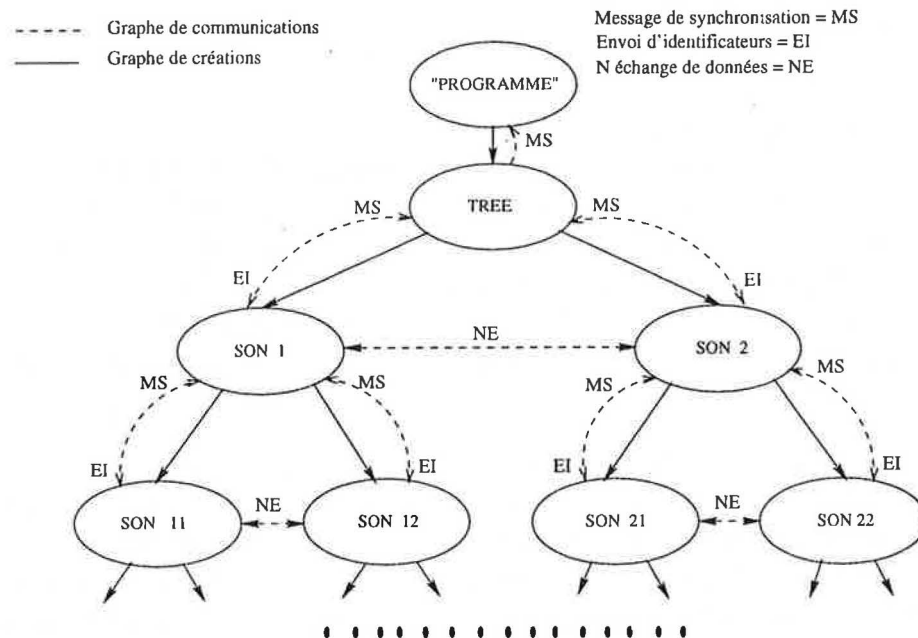 Graphe de communications
Graphe de créations
Message de synchronisation = MS
Envoi d'identificateurs = EI
N échange de données = NE
"PROGRAMME"
MS
TREE
MS
MS
EI
EI
SON 1
NE
SON 2
MS
MS
MS
MS
EI
EI
EI
EI
SON 11
NE
SON 12
SON 21
NE
SON 22